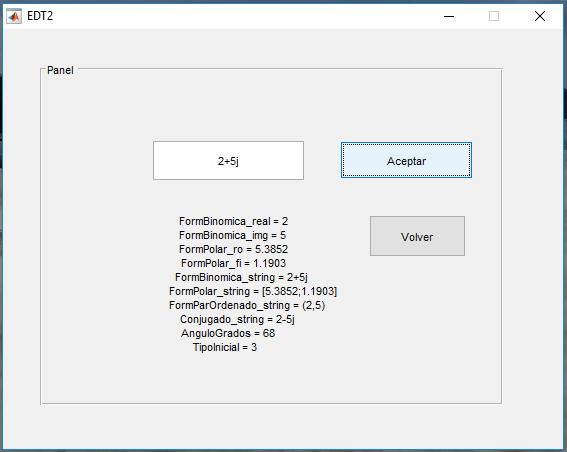 EDT2
Panel
2+5j
Aceptar
FormBinomica_real = 2
FormBinomica_img = 5
FormPolar_ro = 5.3852
FormPolar_fi = 1.1903
FormBinomica_string = 2+5j
FormPolar_string = [5.3852;1.1903]
FormParOrdenado_string = (2,5)
Conjugado_string = 2-5j
AnguloGrados = 68
TipoInicial = 3
Volver